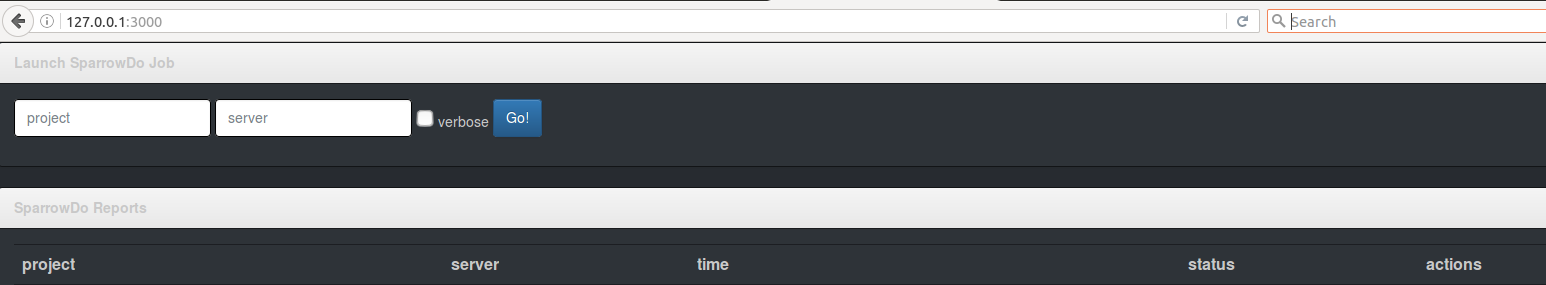 127.0.0.1:3000 Search
Launch SparrowDo Job
project server verbose Go!
SparrowDo Reports
project server time status actions